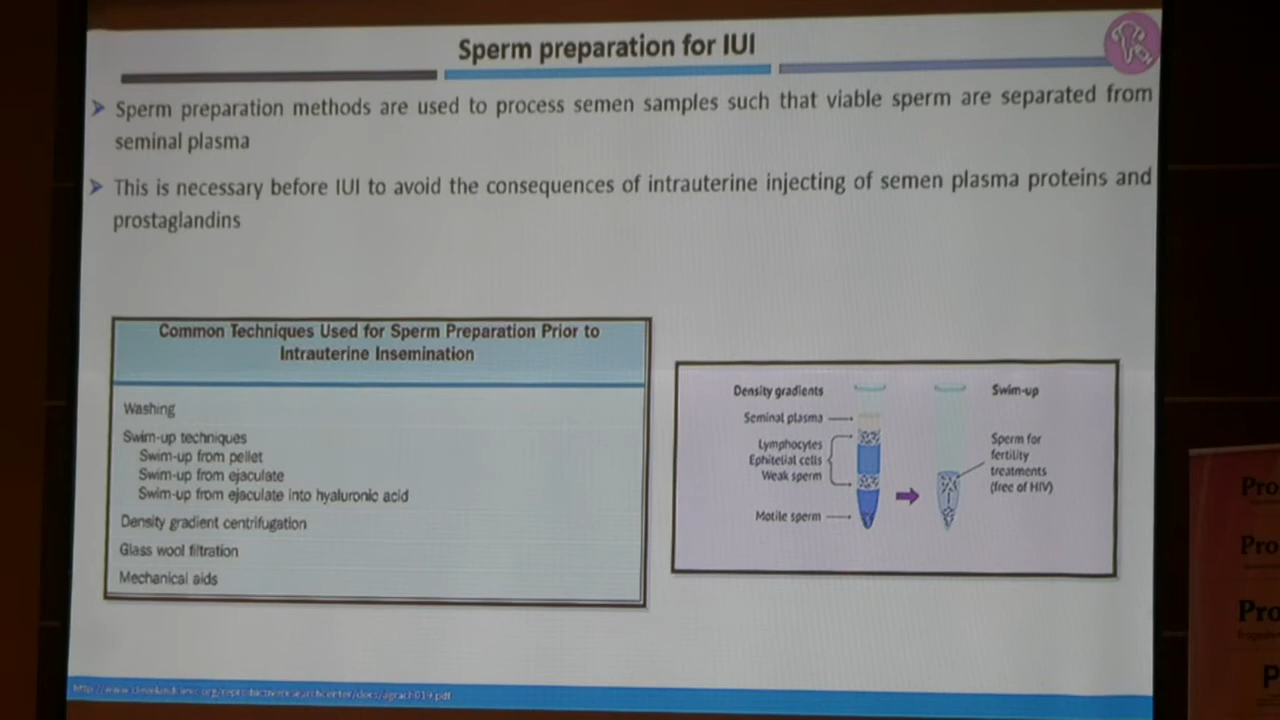 Sperm preparation for IUI
➤ Sperm preparation methods are used to process semen samples such that viable sperm are separated from
seminal plasma
➤ This is necessary before IUI to avoid the consequences of intrauterine injecting of semen plasma proteins and
prostaglandins
Common Techniques Used for Sperm Preparation Prior to
Intrauterine Insemination
Washing
Swim-up techniques
Swim-up from pellet
Swim-up from ejaculate
Swim-up from ejaculate into hyaluronic acid
Density gradient centrifugation
Glass wool filtration
Mechanical aids
Density gradients
Seminal plasma
Lymphocytes
Ephitelial cells
Weak sperm
Motile sperm
Swim-up
Sperm for
fertility
treatments
(free of HIV)
Pro
Pro
Pro
P